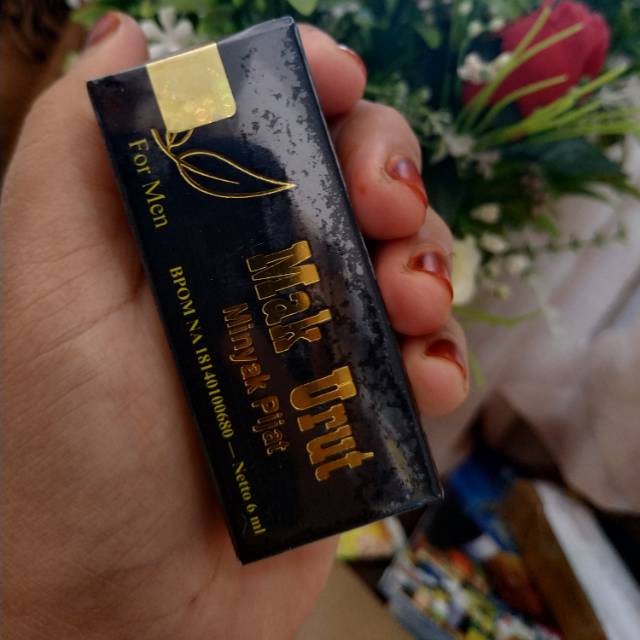 For Men
Mak Urut
Minyak Pijat
BPOM NA 18140100680 — Netto 6 ml